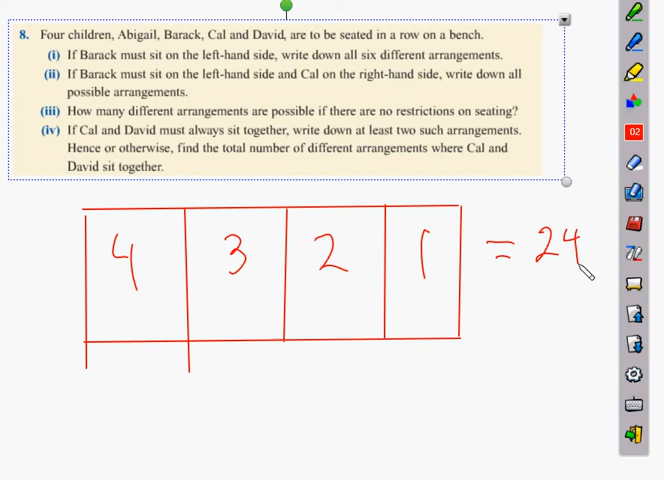 8. Four children, Abigail, Barack, Cal and David, are to be seated in a row on a bench.
(i) If Barack must sit on the left-hand side, write down all six different arrangements.
(ii) If Barack must sit on the left-hand side and Cal on the right-hand side, write down all
possible arrangements.
(iii) How many different arrangements are possible if there are no restrictions on seating?
(iv) If Cal and David must always sit together, write down at least two such arrangements.
Hence or otherwise, find the total number of different arrangements where Cal and
David sit together.
02
4 3 2 1 = 24